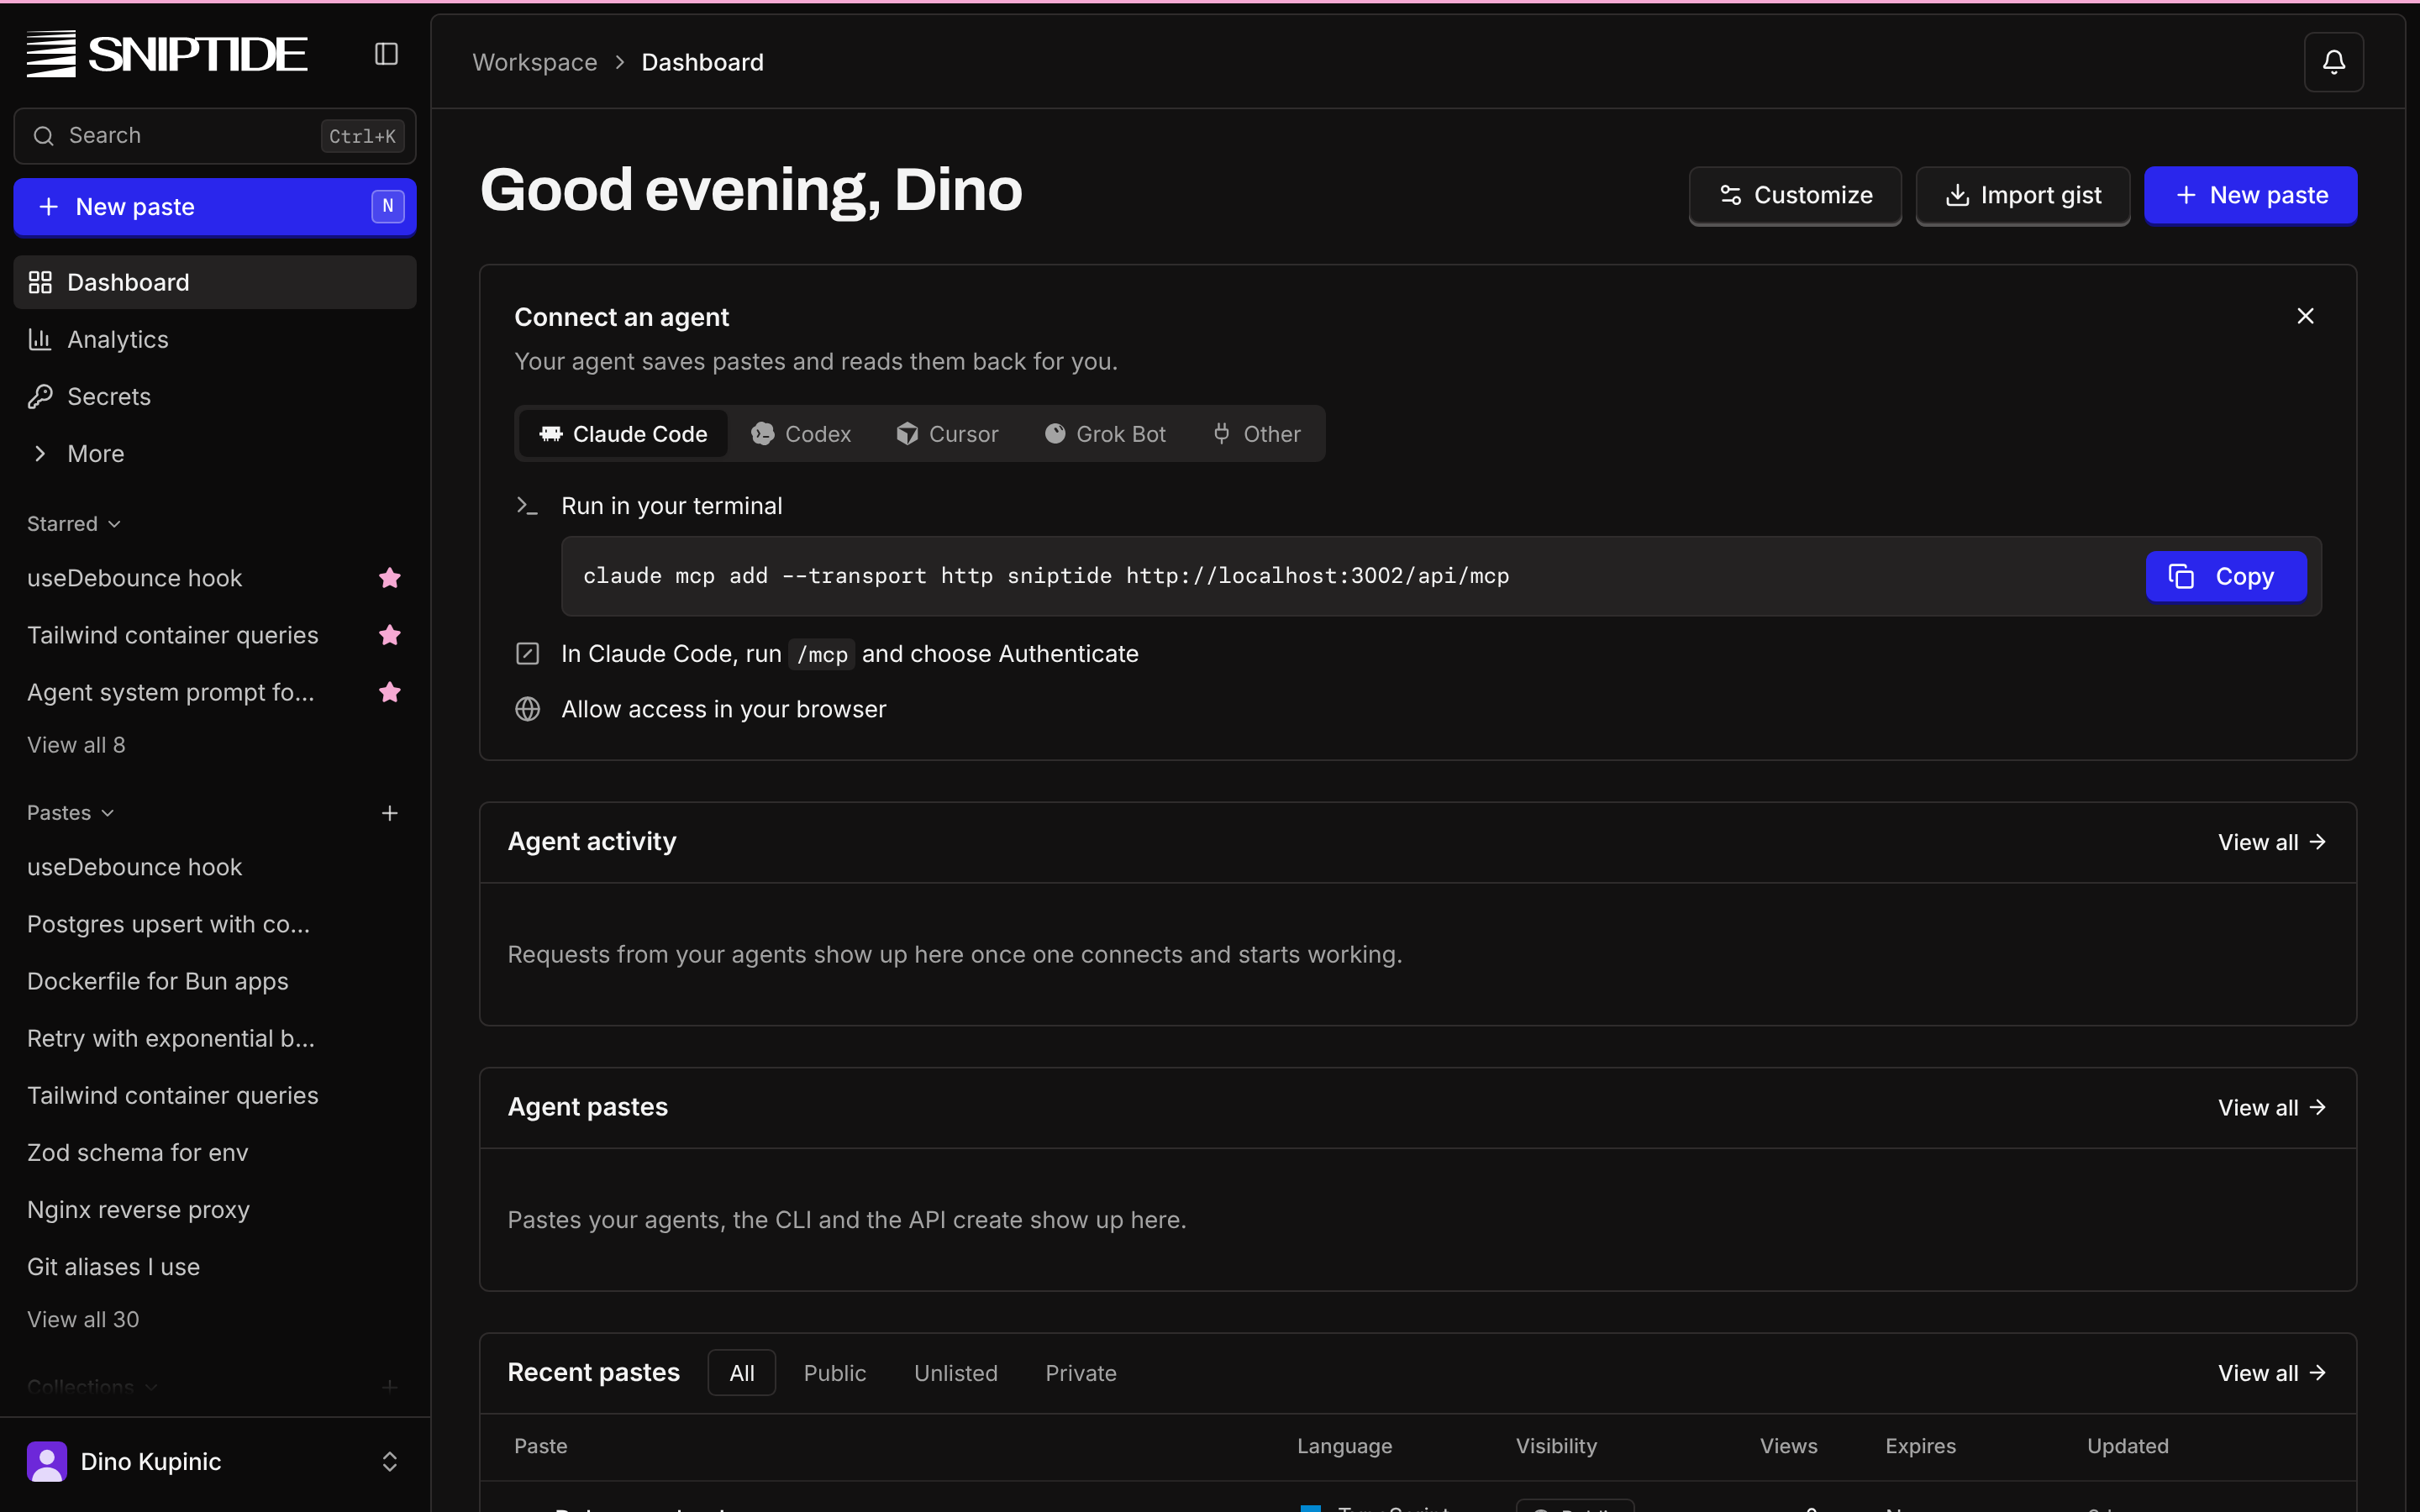 SNIPTIDE
Search Ctrl+K
New paste N
Dashboard
Analytics
Secrets
More
Starred
useDebounce hook
Tailwind container queries
Agent system prompt fo...
View all 8
Pastes
useDebounce hook
Postgres upsert with co...
Dockerfile for Bun apps
Retry with exponential b...
Tailwind container queries
Zod schema for env
Nginx reverse proxy
Git aliases I use
View all 30
Collections
Dino Kupinic
Workspace > Dashboard
Good evening, Dino
Customize Import gist New paste
Connect an agent
Your agent saves pastes and reads them back for you.
Claude Code Codex Cursor Grok Bot Other
Run in your terminal
claude mcp add --transport http sniptide http://localhost:3002/api/mcp Copy
In Claude Code, run /mcp and choose Authenticate
Allow access in your browser
Agent activity View all →
Requests from your agents show up here once one connects and starts working.
Agent pastes View all →
Pastes your agents, the CLI and the API create show up here.
Recent pastes All Public Unlisted Private View all →
Paste Language Visibility Views Expires Updated